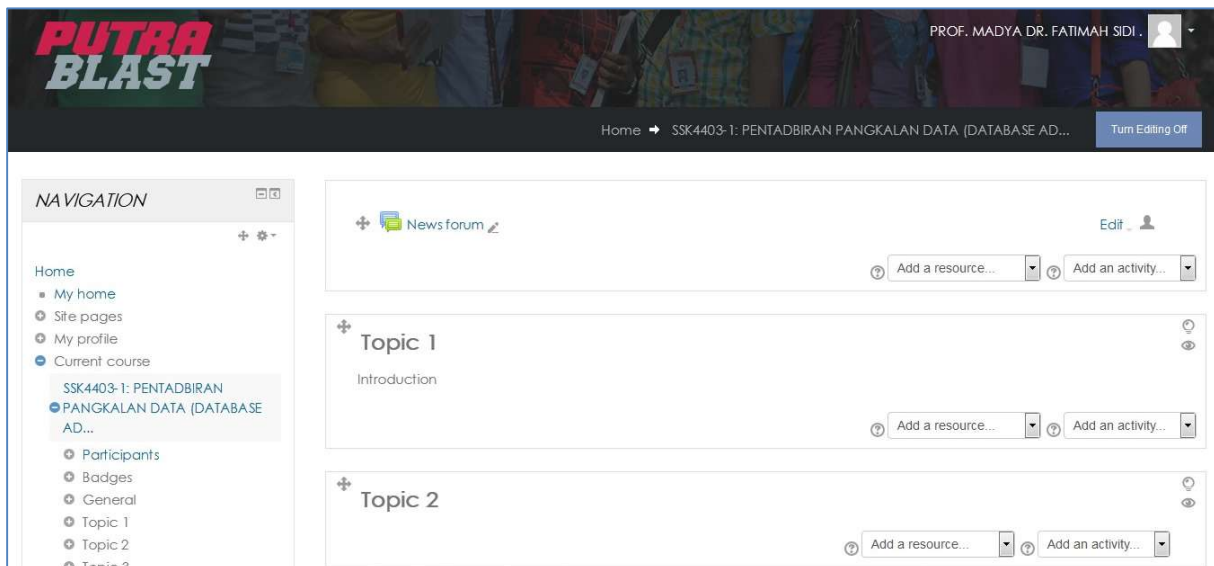 PUTRA
BLAST
PROF. MADYA DR. FATIMAH SIDI .
Home → SSK4403-1: PENTADBIRAN PANGKALAN DATA (DATABASE AD...
Turn Editing Off
NAVIGATION
Home
My home
Site pages
My profile
Current course
SSK4403-1: PENTADBIRAN
PANGKALAN DATA (DATABASE
AD...
Participants
Badges
General
Topic 1
Topic 2
Topic 3
News forum
Edit
Add a resource...
Add an activity...
Topic 1
Introduction
Add a resource...
Add an activity...
Topic 2
Add a resource...
Add an activity...